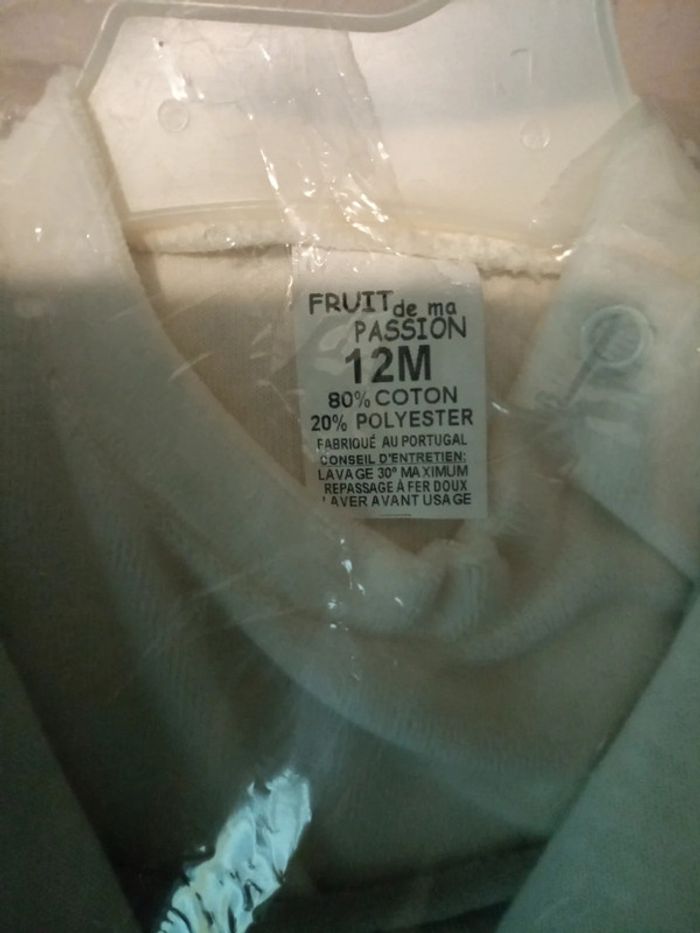 FRUIT de ma
PASSION
12M
80% COTON
20% POLYESTER
FABRIQUÉ AU PORTUGAL
CONSEIL D'ENTRETIEN:
LAVAGE 30° MAXIMUM
REPASSAGE À FER DOUX
LAVER AVANT USAGE